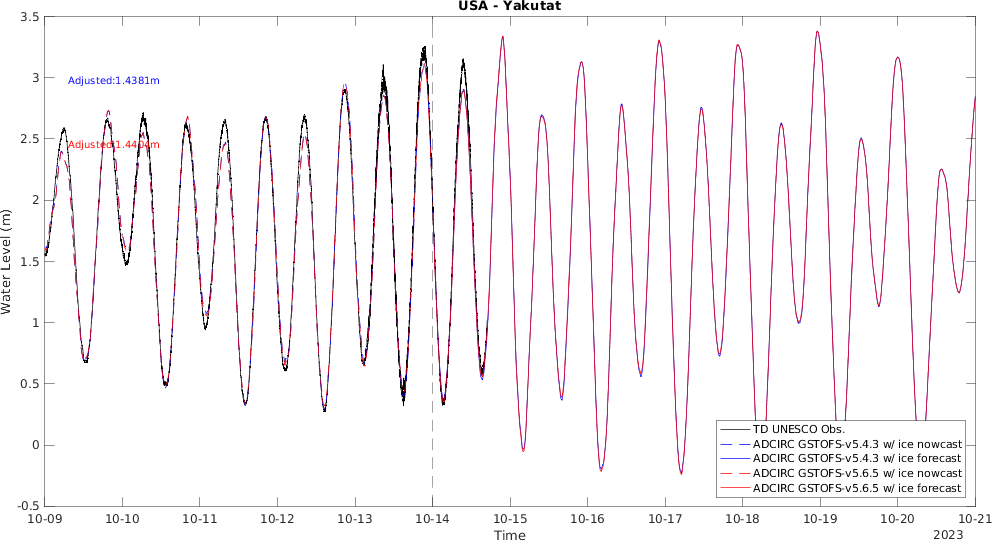 USA - Yakutat
3.5
3
2.5
2
1.5
1
0.5
0
-0.5
Water Level (m)
Adjusted:1.4381m
Adjusted:1.4404m
TD UNESCO Obs.
ADCIRC GSTOFS-v5.4.3 w/ ice nowcast
ADCIRC GSTOFS-v5.4.3 w/ ice forecast
ADCIRC GSTOFS-v5.6.5 w/ ice nowcast
ADCIRC GSTOFS-v5.6.5 w/ ice forecast
10-09 10-10 10-11 10-12 10-13 10-14 10-15 10-16 10-17 10-18 10-19 10-20 10-21
Time
2023